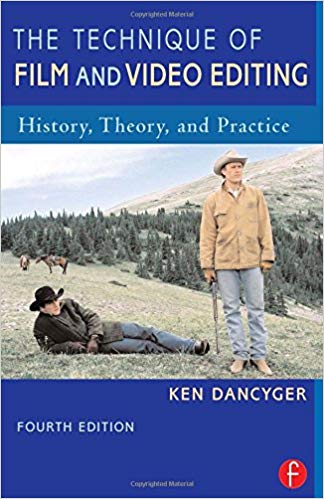 THE TECHNIQUE OF
FILM AND VIDEO EDITING
History, Theory, and Practice
KEN DANCYGER
FOURTH EDITION